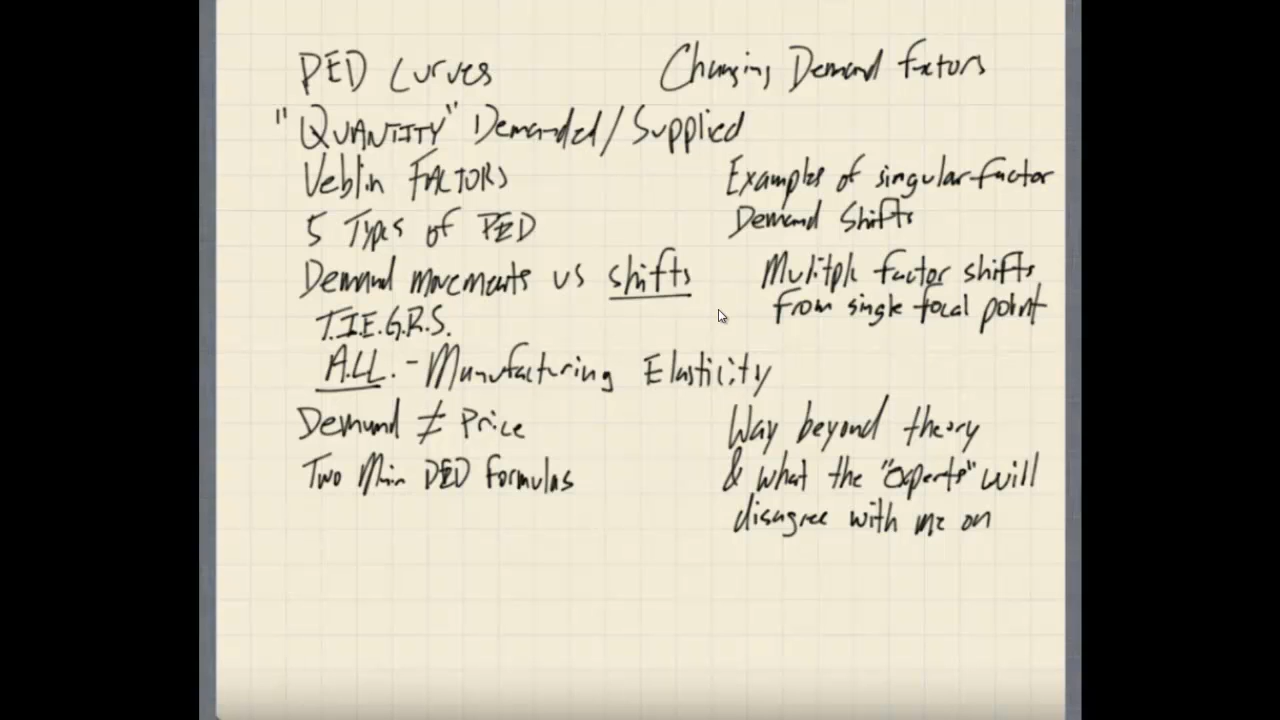 PED Curves
Changing Demand factors
"QUANTITY" Demanded/Supplied
Veblin FACTORS
Examples of singular factor
5 Types of PED
Demand Shifts
Demand movements vs shifts
Mulitple factor shifts
from single focal point
T.I.E.G.R.S.
A.LL. - Manufacturing Elasticity
Demand ≠ Price
Way beyond theory
Two Main PED formulas
& what the "experts" will
disagree with me on